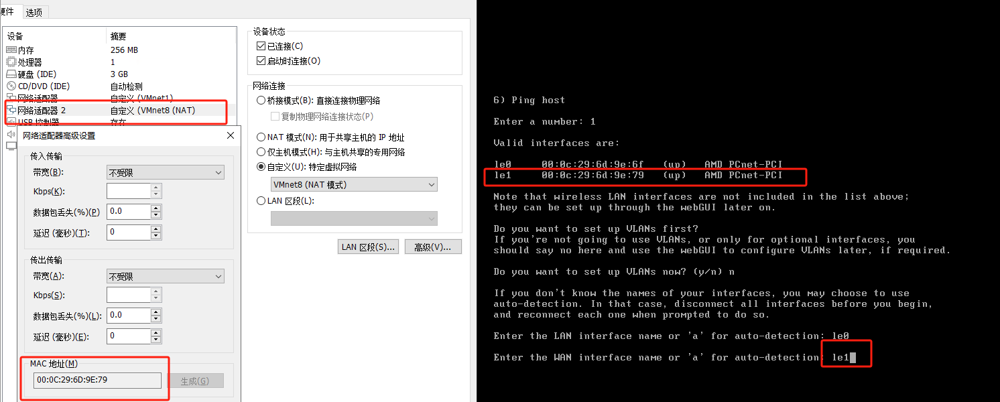 硬件 选项
设备 摘要
内存 256 MB
处理器 1
硬盘 (IDE) 3 GB
CD/DVD (IDE) 自动检测
网络适配器 自定义 (VMnet1)
网络适配器 2 自定义 (VMnet8 (NAT)
USB 控制器 存在
网络适配器高级设置
传入传输
带宽(B): 不受限
Kbps(K):
数据包丢失(%)(P) 0.0
延迟 (毫秒)(T): 0
传出传输
带宽(A): 不受限
Kbps(S):
数据包丢失(%)(L): 0.0
延迟 (毫秒)(E): 0
MAC 地址(M)
00:0C:29:6D:9E:79 生成(G)
设备状态
已连接(C)
启动时连接(O)
网络连接
桥接模式(B): 直接连接物理网络
复制物理网络连接状态(P)
NAT 模式(N): 用于共享主机的 IP 地址
仅主机模式(H): 与主机共享的专用网络
自定义(U): 特定虚拟网络
VMnet8 (NAT 模式)
LAN 区段(L):
LAN 区段(S)... 高级(V)...
6) Ping host
Enter a number: 1
Valid interfaces are:
le0 00:0c:29:6d:9e:6f (up) AMD PCnet-PCI
le1 00:0c:29:6d:9e:79 (up) AMD PCnet-PCI
Note that wireless LAN interfaces are not included in the list above;
they can be set up through the webGUI later on.
Do you want to set up VLANs first?
If you're not going to use VLANs, or only for optional interfaces, you
should say no here and use the webGUI to configure VLANs later, if required.
Do you want to set up VLANs now? (y/n) n
If you don't know the names of your interfaces, you may choose to use
auto-detection. In that case, disconnect all interfaces before you begin,
and reconnect each one when prompted to do so.
Enter the LAN interface name or 'a' for auto-detection: le0
Enter the WAN interface name or 'a' for auto-detection: le1